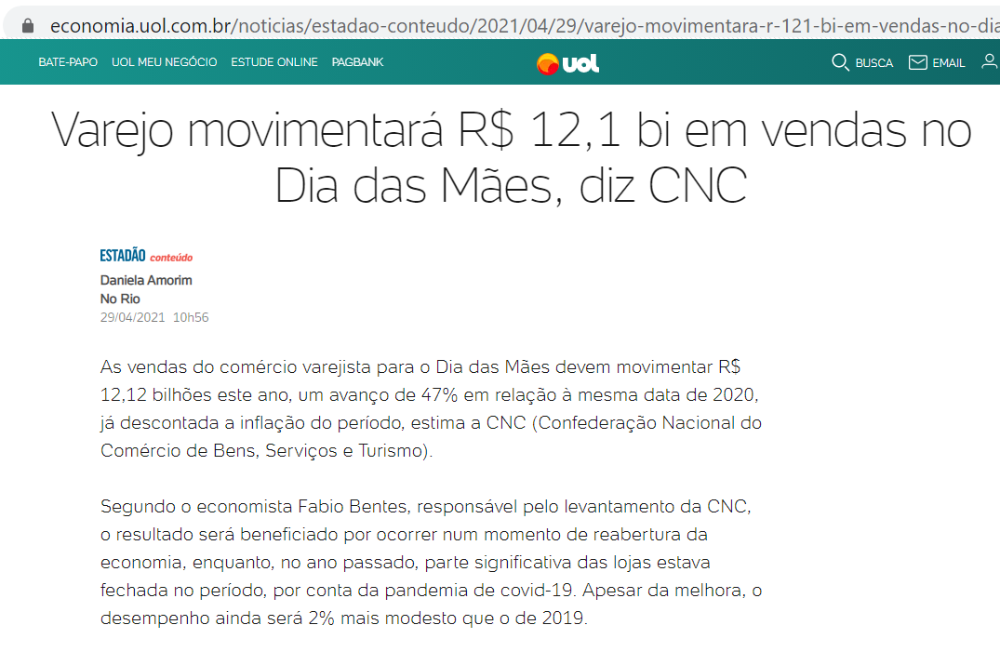 economia.uol.com.br/noticias/estadao-conteudo/2021/04/29/varejo-movimentara-r-121-bi-em-vendas-no-dia
BATE-PAPO UOL MEU NEGÓCIO ESTUDE ONLINE PAGBANK uol BUSCA EMAIL
Varejo movimentará R$ 12,1 bi em vendas no
Dia das Mães, diz CNC
ESTADÃO conteúdo
Daniela Amorim
No Rio
29/04/2021 10h56
As vendas do comércio varejista para o Dia das Mães devem movimentar R$
12,12 bilhões este ano, um avanço de 47% em relação à mesma data de 2020,
já descontada a inflação do período, estima a CNC (Confederação Nacional do
Comércio de Bens, Serviços e Turismo).
Segundo o economista Fabio Bentes, responsável pelo levantamento da CNC,
o resultado será beneficiado por ocorrer num momento de reabertura da
economia, enquanto, no ano passado, parte significativa das lojas estava
fechada no período, por conta da pandemia de covid-19. Apesar da melhora, o
desempenho ainda será 2% mais modesto que o de 2019.